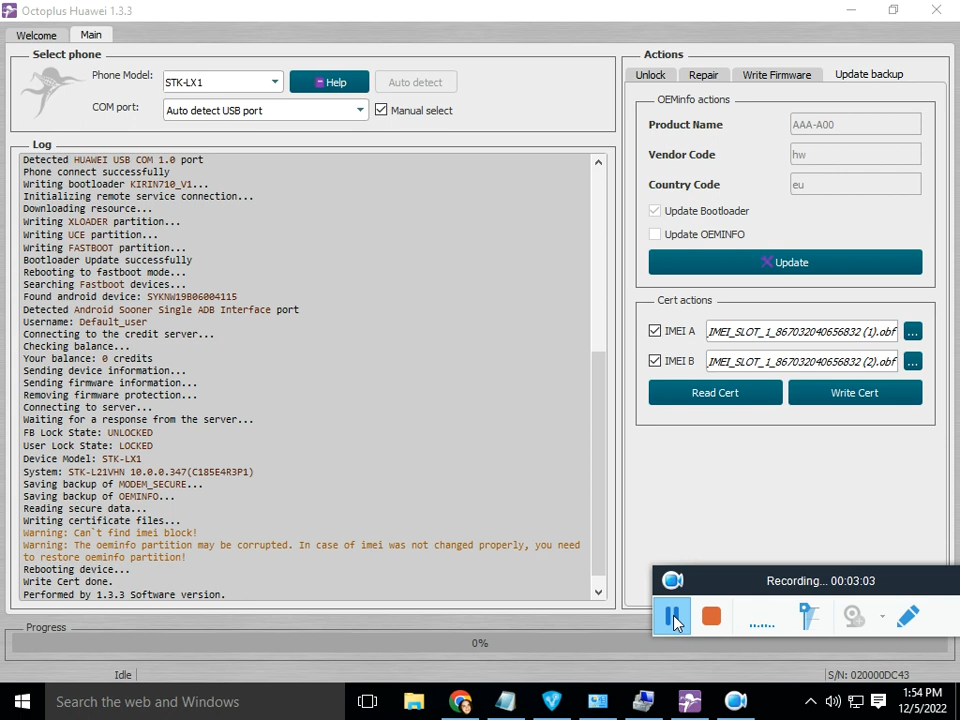 Octoplus Huawei 1.3.3
Welcome
Main
Select phone
Phone Model:
STK-LX1
Help
Auto detect
COM port:
Auto detect USB port
Manual select
Log
Detected HUAWEI USB COM 1.0 port
Phone connect successfully
Writing bootloader KIRIN710_V1...
Initializing remote service connection...
Downloading resource...
Writing XLOADER partition...
Writing UCE partition...
Writing FASTBOOT partition...
Bootloader Update successfully
Rebooting to fastboot mode...
Searching Fastboot devices...
Found android device: SYKNW19B06004115
Detected Android Sooner Single ADB Interface port
Username: Default_user
Connecting to the credit server...
Checking balance...
Your balance: 0 credits
Sending device information...
Sending firmware information...
Removing firmware protection...
Connecting to server...
Waiting for a response from the server...
FB Lock State: UNLOCKED
User Lock State: LOCKED
Device Model: STK-LX1
System: STK-L21VHN 10.0.0.347(C185E4R3P1)
Saving backup of MODEM_SECURE...
Saving backup of OEMINFO...
Reading secure data...
Writing certificate files...
Warning: Can`t find imei block!
Warning: The oeminfo partition may be corrupted. In case of imei was not changed properly, you need
to restore oeminfo partition!
Rebooting device...
Write Cert done.
Performed by 1.3.3 Software version.
Actions
Unlock
Repair
Write Firmware
Update backup
OEMinfo actions
Product Name
AAA-A00
Vendor Code
hw
Country Code
eu
Update Bootloader
Update OEMINFO
Update
Cert actions
IMEI A
IMEI_SLOT_1_867032040656832 (1).obf
...
IMEI B
IMEI_SLOT_1_867032040656832 (2).obf
...
Read Cert
Write Cert
Recording... 00:03:03
Progress
0%
Idle
S/N: 020000DC43
Search the web and Windows
1:54 PM
12/5/2022